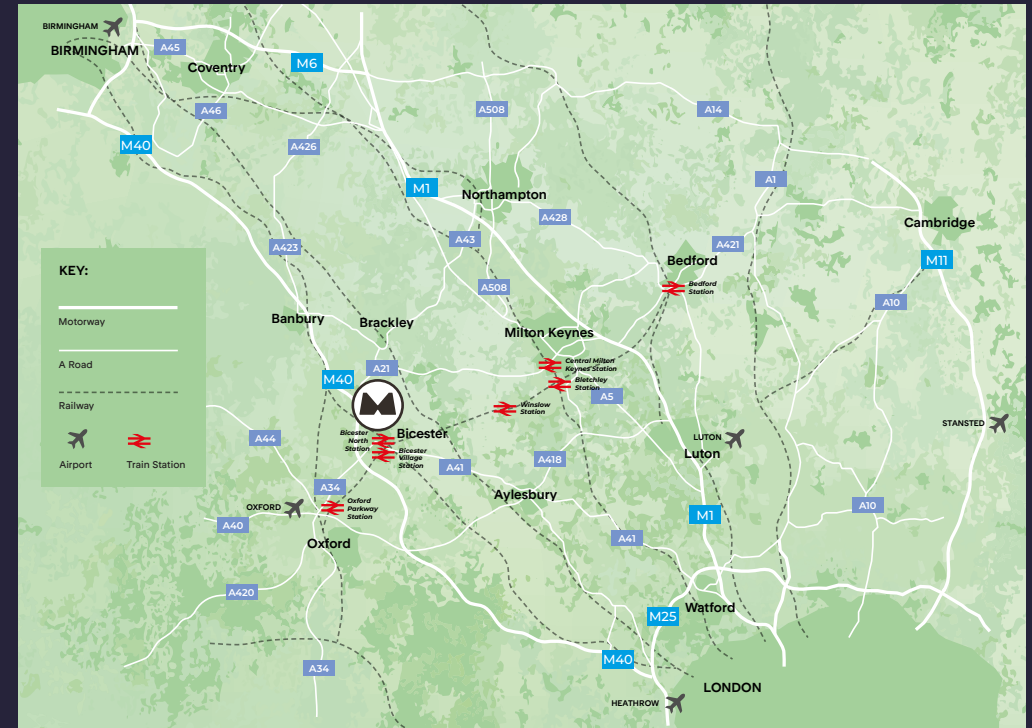 BIRMINGHAM
BIRMINGHAM
A45
Coventry
M6
A46
A508
A14
M40
A426
M1
Northampton
A1
A428
Cambridge
A423
A43
A421
M11
Bedford
Bedford
Station
A508
A10
KEY:
Motorway
A Road
Railway
Airport
Train Station
Banbury
Brackley
Milton Keynes
M40
A21
Central Milton
Keynes Station
Bletchley
Station
A5
Winslow
Station
A44
Bicester
North
Station
Bicester
Bicester
Village
Station
A41
A418
LUTON
Luton
STANSTED
A34
Oxford
Parkway
Station
OXFORD
A40
Aylesbury
A10
M1
Oxford
A41
A420
M25
Watford
M40
A34
LONDON
HEATHROW